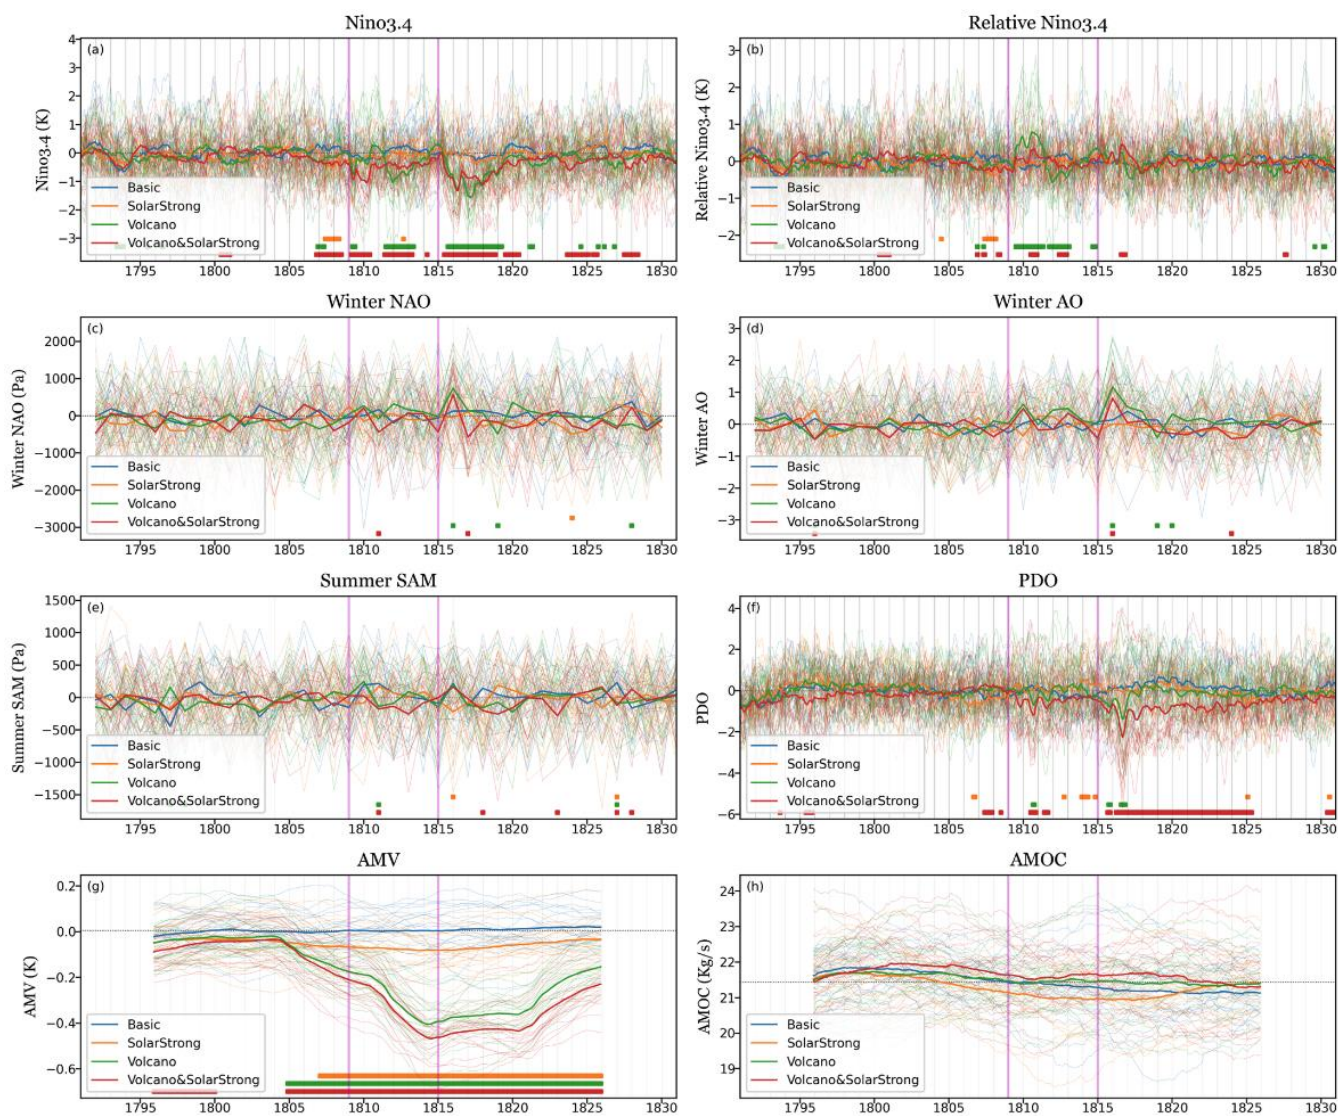 Nino3.4
(a)
Nino3.4 (K)
4
3
2
1
0
−1
−2
−3
Basic
SolarStrong
Volcano
Volcano&SolarStrong
1795 1800 1805 1810 1815 1820 1825 1830
Relative Nino3.4
(b)
Relative Nino3.4 (K)
3
2
1
0
−1
−2
Basic
SolarStrong
Volcano
Volcano&SolarStrong
1795 1800 1805 1810 1815 1820 1825 1830
Winter NAO
(c)
Winter NAO (Pa)
2000
1000
0
−1000
−2000
−3000
Basic
SolarStrong
Volcano
Volcano&SolarStrong
1795 1800 1805 1810 1815 1820 1825 1830
Winter AO
(d)
Winter AO
3
2
1
0
−1
−2
−3
Basic
SolarStrong
Volcano
Volcano&SolarStrong
1795 1800 1805 1810 1815 1820 1825 1830
Summer SAM
(e)
Summer SAM (Pa)
1500
1000
500
0
−500
−1000
−1500
Basic
SolarStrong
Volcano
Volcano&SolarStrong
1795 1800 1805 1810 1815 1820 1825 1830
PDO
(f)
PDO
4
2
0
−2
−4
−6
Basic
SolarStrong
Volcano
Volcano&SolarStrong
1795 1800 1805 1810 1815 1820 1825 1830
AMV
(g)
AMV (K)
0.2
0.0
−0.2
−0.4
−0.6
Basic
SolarStrong
Volcano
Volcano&SolarStrong
1795 1800 1805 1810 1815 1820 1825 1830
AMOC
(h)
AMOC (Kg/s)
24
23
22
21
20
19
Basic
SolarStrong
Volcano
Volcano&SolarStrong
1795 1800 1805 1810 1815 1820 1825 1830